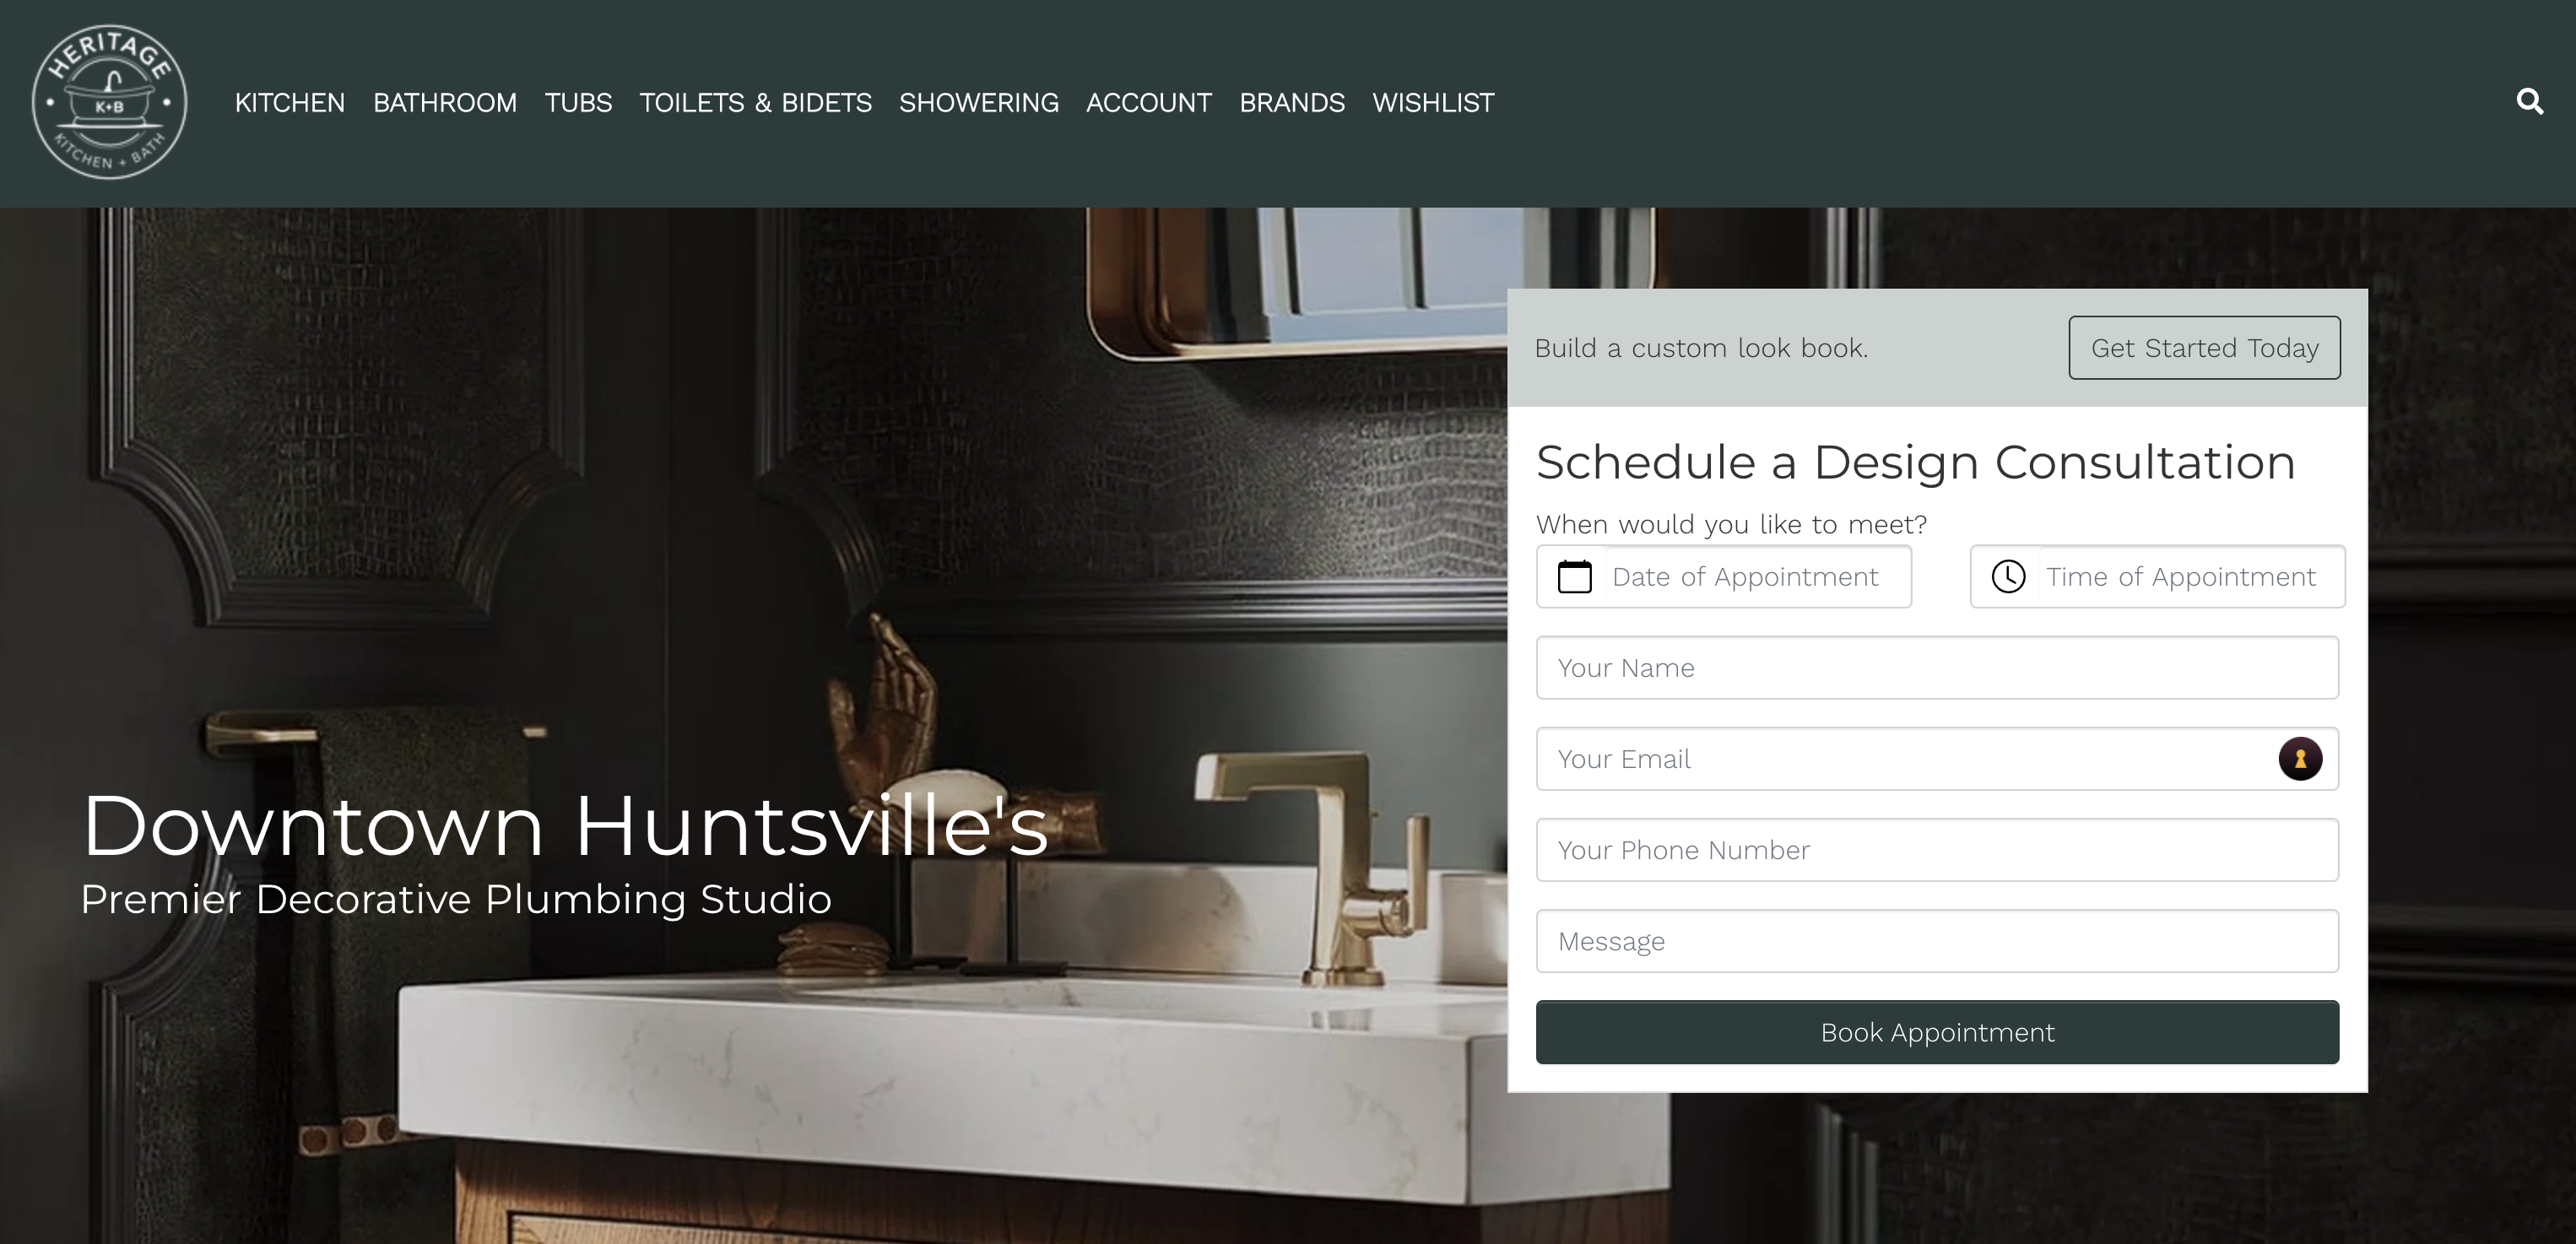 HERITAGE
K+B
KITCHEN + BATH
KITCHEN BATHROOM TUBS TOILETS & BIDETS SHOWERING ACCOUNT BRANDS WISHLIST
Downtown Huntsville's
Premier Decorative Plumbing Studio
Build a custom look book.
Get Started Today
Schedule a Design Consultation
When would you like to meet?
Date of Appointment
Time of Appointment
Your Name
Your Email
Your Phone Number
Message
Book Appointment